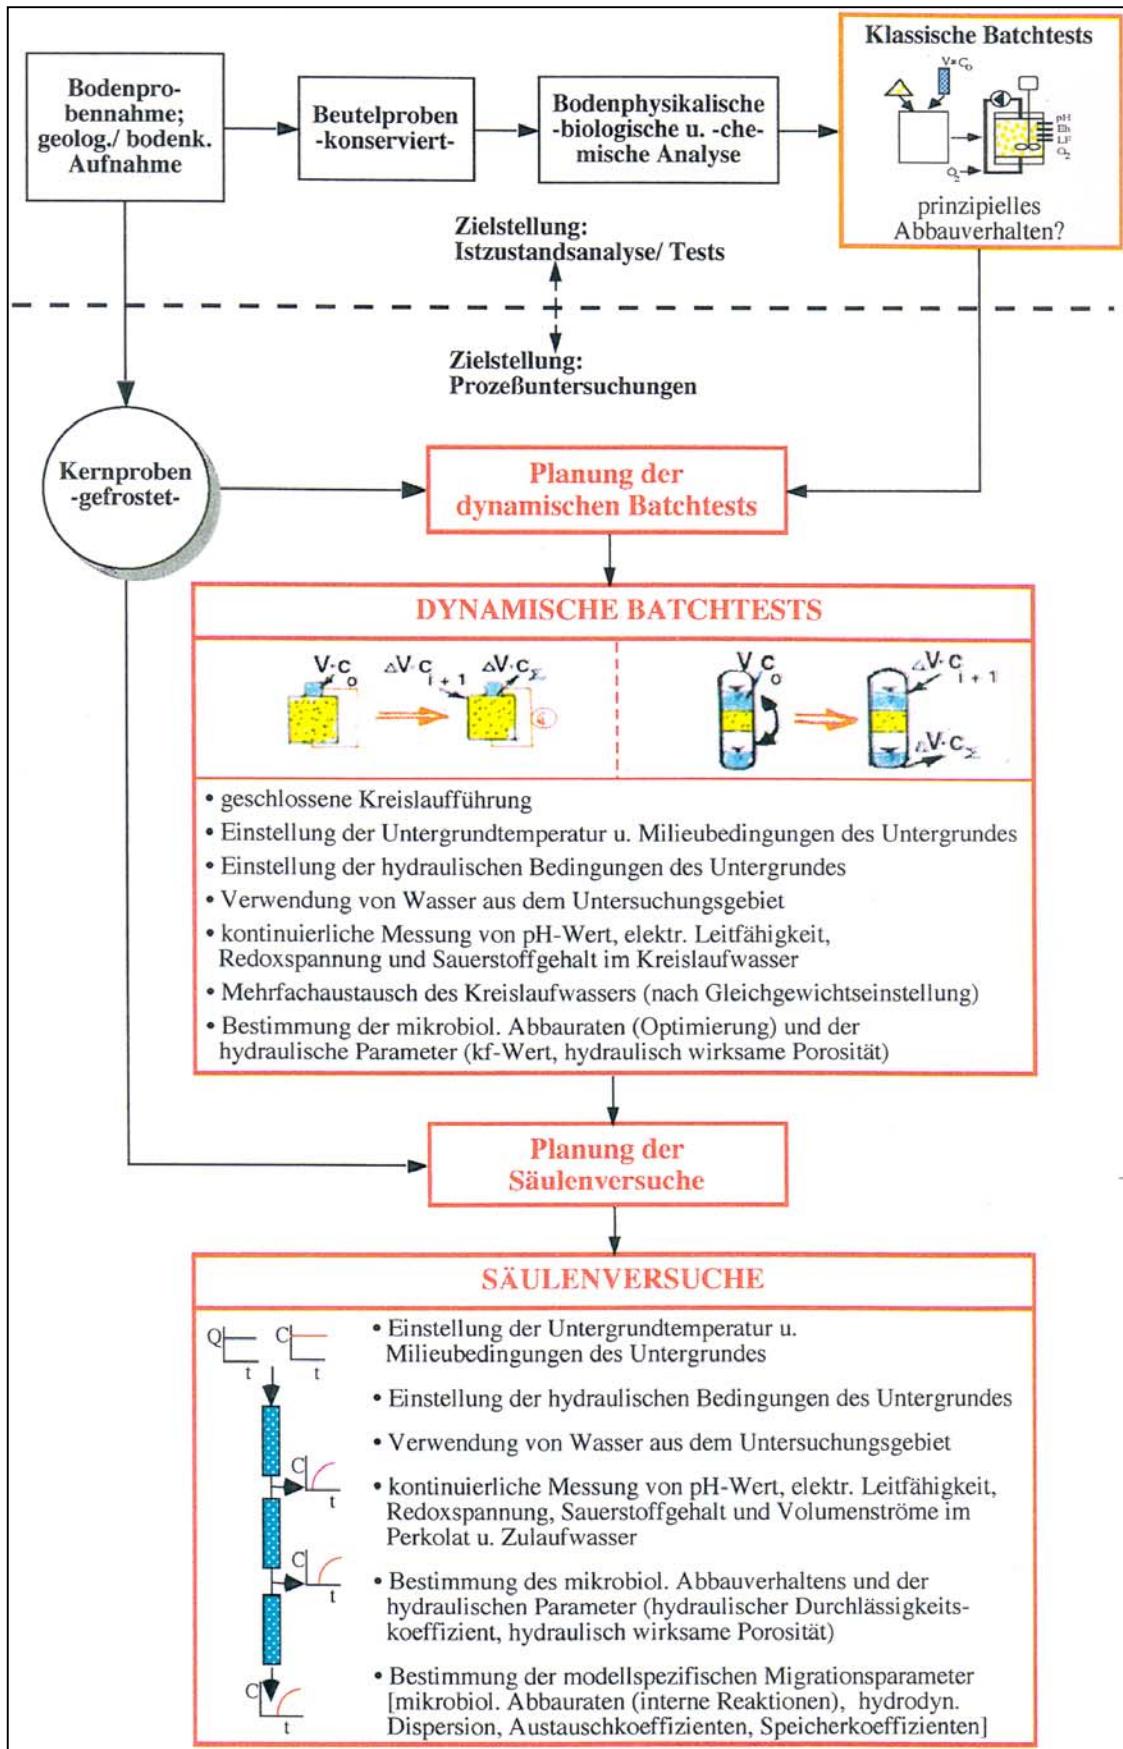 Bodenpro-
bennahme;
geolog./ bodenk.
Aufnahme
Beutelproben
-konserviert-
Bodenphysikalische
-biologische u. -che-
mische Analyse
Klassische Batchtests
V*C₀
pH
Eh
LF
O₂
O₂
prinzipielles
Abbauverhalten?
Zielstellung:
Istzustandsanalyse/ Tests
Zielstellung:
Prozeßuntersuchungen
Kernproben
-gefrostet-
Planung der
dynamischen Batchtests
DYNAMISCHE BATCHTESTS
V·C₀
ΔV·C i + 1
ΔV·C Σ
V C₀
ΔV·C i + 1
ΔV·C Σ
• geschlossene Kreislaufführung
• Einstellung der Untergrundtemperatur u. Milieubedingungen des Untergrundes
• Einstellung der hydraulischen Bedingungen des Untergrundes
• Verwendung von Wasser aus dem Untersuchungsgebiet
• kontinuierliche Messung von pH-Wert, elektr. Leitfähigkeit,
Redoxspannung und Sauerstoffgehalt im Kreislaufwasser
• Mehrfachaustausch des Kreislaufwassers (nach Gleichgewichtseinstellung)
• Bestimmung der mikrobiol. Abbauraten (Optimierung) und der
hydraulische Parameter (kf-Wert, hydraulisch wirksame Porosität)
Planung der
Säulenversuche
SÄULENVERSUCHE
Q
t
C
t
C
t
C
t
C
t
• Einstellung der Untergrundtemperatur u.
Milieubedingungen des Untergrundes
• Einstellung der hydraulischen Bedingungen des Untergrundes
• Verwendung von Wasser aus dem Untersuchungsgebiet
• kontinuierliche Messung von pH-Wert, elektr. Leitfähigkeit,
Redoxspannung, Sauerstoffgehalt und Volumenströme im
Perkolat u. Zulaufwasser
• Bestimmung des mikrobiol. Abbauverhaltens und der
hydraulischen Parameter (hydraulischer Durchlässigkeits-
koeffizient, hydraulisch wirksame Porosität)
• Bestimmung der modellspezifischen Migrationsparameter
[mikrobiol. Abbauraten (interne Reaktionen), hydrodyn.
Dispersion, Austauschkoeffizienten, Speicherkoeffizienten]